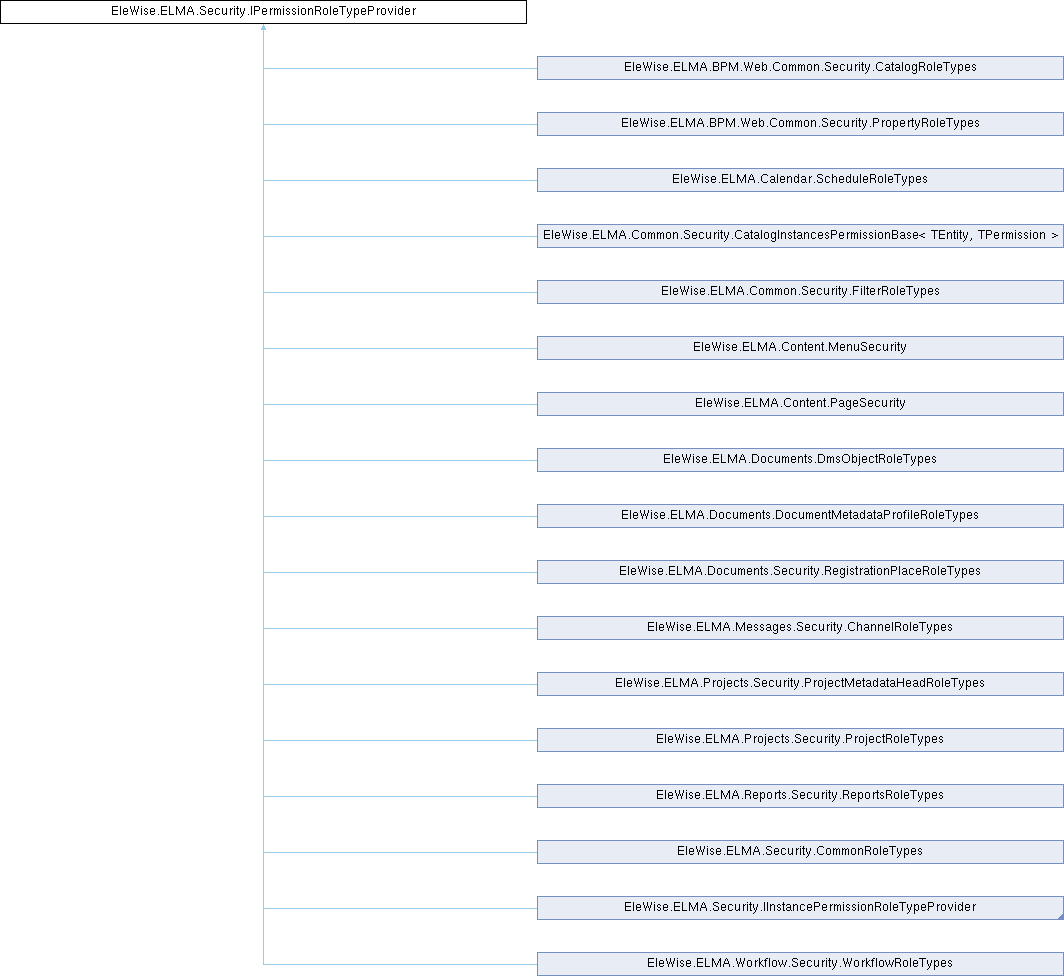 EleWise.ELMA.Security.IPermissionRoleTypeProvider
EleWise.ELMA.BPM.Web.Common.Security.CatalogRoleTypes
EleWise.ELMA.BPM.Web.Common.Security.PropertyRoleTypes
EleWise.ELMA.Calendar.ScheduleRoleTypes
EleWise.ELMA.Common.Security.CatalogInstancesPermissionBase< TEntity, TPermission >
EleWise.ELMA.Common.Security.FilterRoleTypes
EleWise.ELMA.Content.MenuSecurity
EleWise.ELMA.Content.PageSecurity
EleWise.ELMA.Documents.DmsObjectRoleTypes
EleWise.ELMA.Documents.DocumentMetadataProfileRoleTypes
EleWise.ELMA.Documents.Security.RegistrationPlaceRoleTypes
EleWise.ELMA.Messages.Security.ChannelRoleTypes
EleWise.ELMA.Projects.Security.ProjectMetadataHeadRoleTypes
EleWise.ELMA.Projects.Security.ProjectRoleTypes
EleWise.ELMA.Reports.Security.ReportsRoleTypes
EleWise.ELMA.Security.CommonRoleTypes
EleWise.ELMA.Security.IInstancePermissionRoleTypeProvider
EleWise.ELMA.Workflow.Security.WorkflowRoleTypes